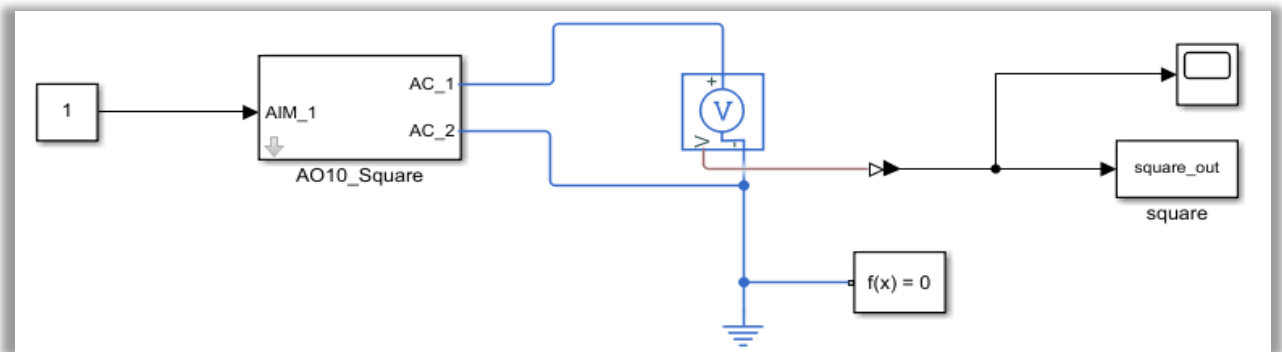 1
AIM_1
AC_1
AC_2
AO10_Square
+
V
V
-
square_out
square
f(x) = 0